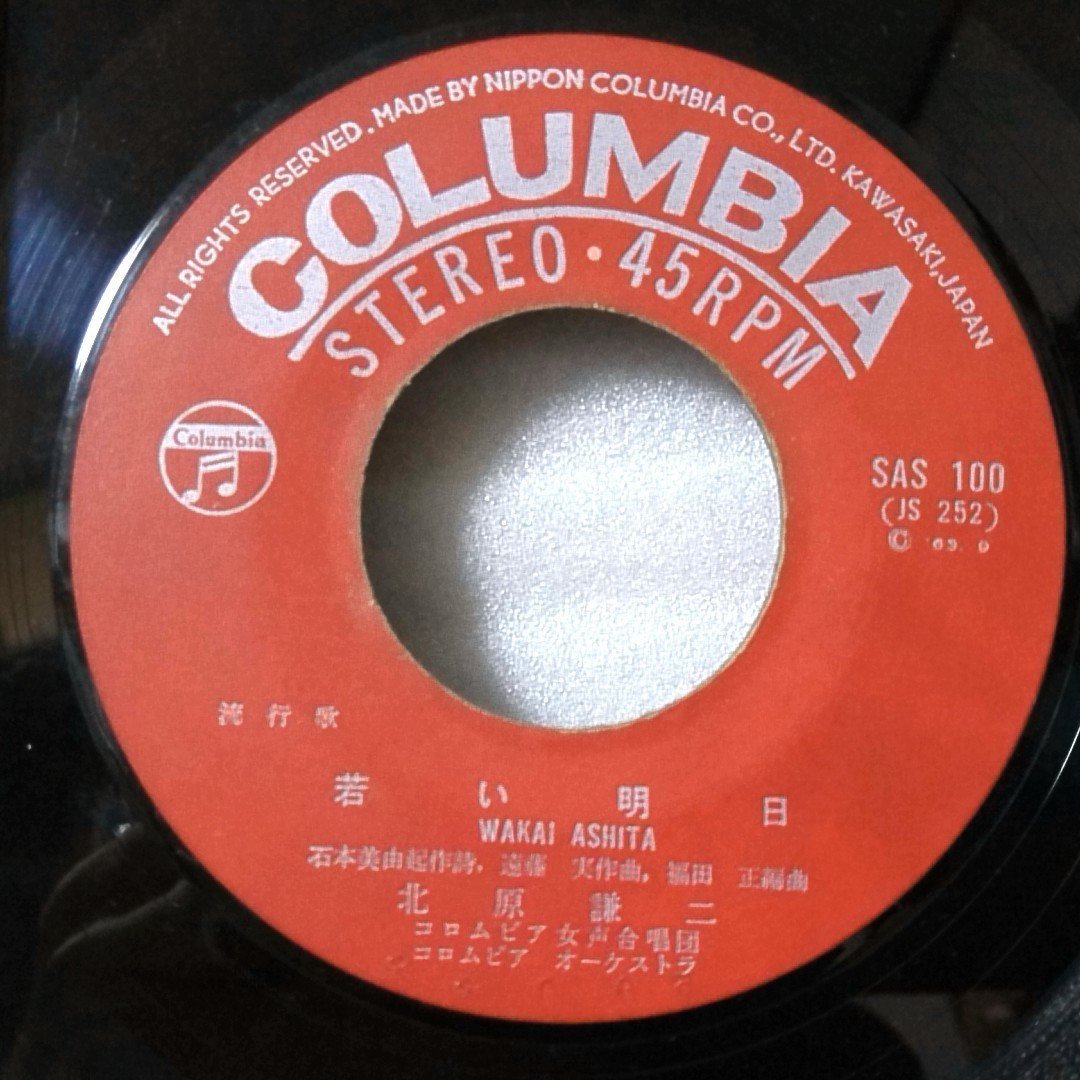 ALL RIGHTS RESERVED. MADE BY NIPPON COLUMBIA CO., LTD. KAWASAKI, JAPAN
COLUMBIA
STEREO・45RPM
Columbia
SAS 100
(JS 252)
©
流行歌
若い明日
WAKAI ASHITA
石本美由起作詩, 遠藤 実作曲, 福田 正編曲
北原謙二
コロムビア女声合唱団
コロムビア オーケストラ